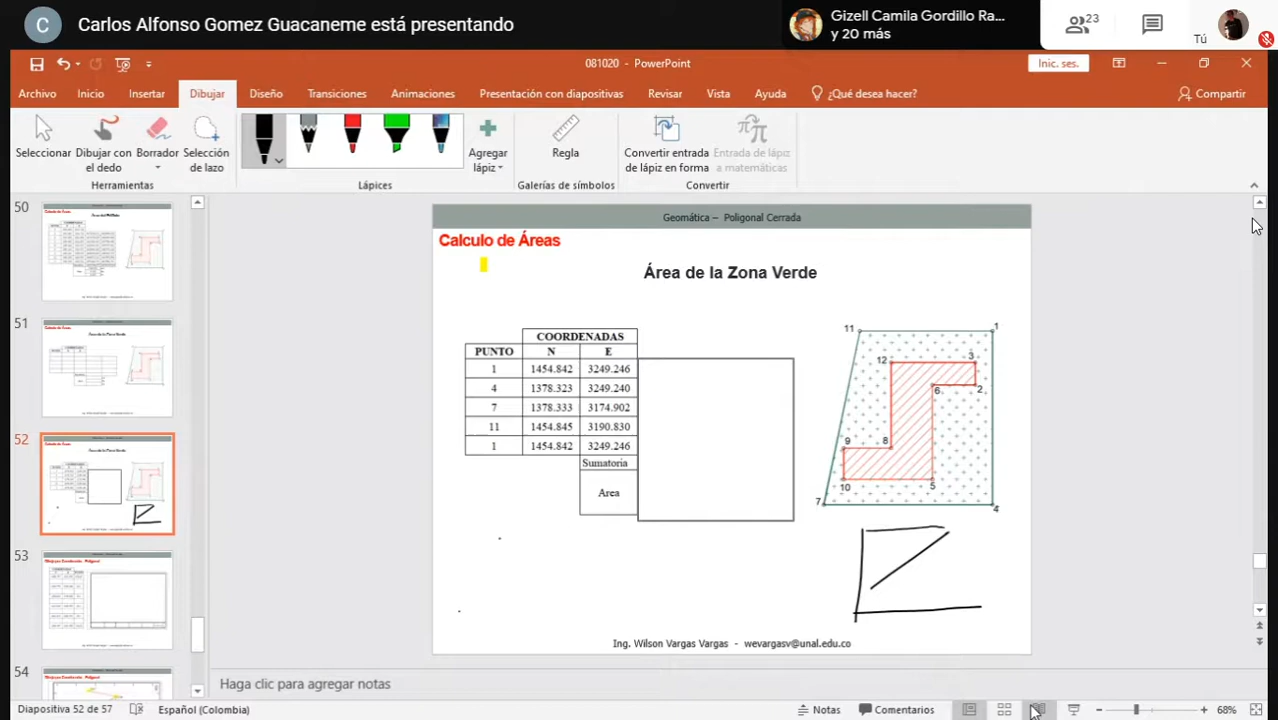 C Carlos Alfonso Gomez Guacaneme está presentando
Gizell Camila Gordillo Ra...
y 20 más
23
Tú
081020 - PowerPoint
Inic. ses.
Archivo Inicio Insertar Dibujar Diseño Transiciones Animaciones Presentación con diapositivas Revisar Vista Ayuda ¿Qué desea hacer? Compartir
Seleccionar
Dibujar con el dedo
Borrador
Selección de lazo
Agregar lápiz
Regla
Convertir entrada de lápiz en forma
Entrada de lápiz a matemáticas
Herramientas Lápices Galerías de símbolos Convertir
50
51
52
53
54
Geomática – Poligonal Cerrada
Calculo de Áreas
Área de la Zona Verde
COORDENADAS
PUNTO N E
1 1454.842 3249.246
4 1378.323 3249.240
7 1378.333 3174.902
11 1454.845 3190.830
1 1454.842 3249.246
Sumatoria
Area
11 1
12 3
6 2
9 8
10 5
7 4
Ing. Wilson Vargas Vargas - wevargasv@unal.edu.co
Haga clic para agregar notas
Diapositiva 52 de 57 Español (Colombia) Notas Comentarios 68%